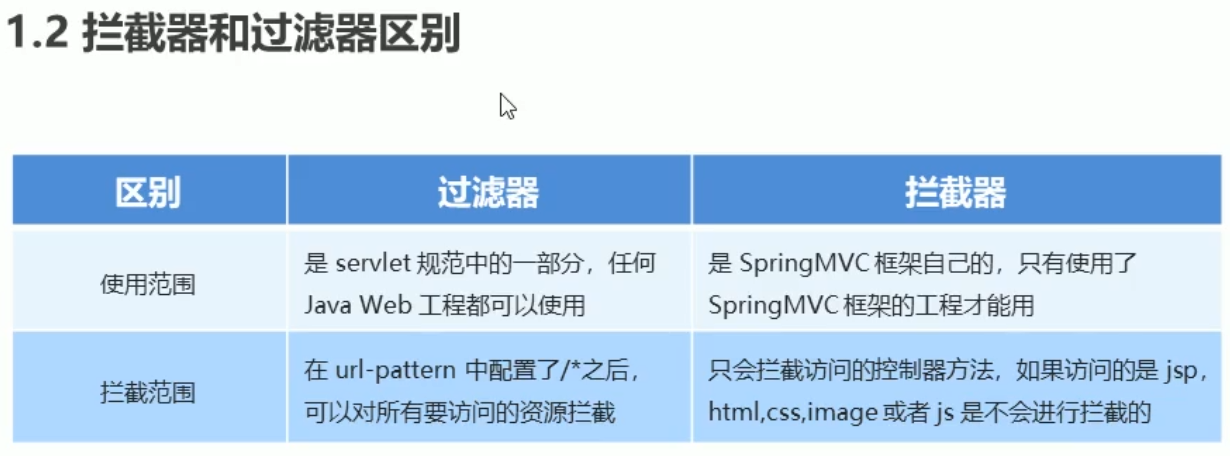 1.2 拦截器和过滤器区别
区别 过滤器 拦截器
使用范围
是 servlet 规范中的一部分，任何
Java Web 工程都可以使用
是 SpringMVC 框架自己的，只有使用了
SpringMVC 框架的工程才能用
拦截范围
在 url-pattern 中配置了/*之后，
可以对所有要访问的资源拦截
只会拦截访问的控制器方法，如果访问的是 jsp，
html,css,image 或者 js 是不会进行拦截的